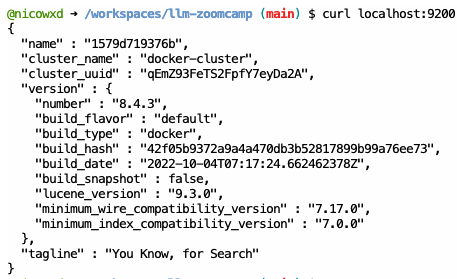 @nicowxd → /workspaces/llm-zoomcamp (main) $ curl localhost:9200
{
  "name" : "1579d719376b",
  "cluster_name" : "docker-cluster",
  "cluster_uuid" : "qEmZ93FeTS2FpfY7eyDa2A",
  "version" : {
    "number" : "8.4.3",
    "build_flavor" : "default",
    "build_type" : "docker",
    "build_hash" : "42f05b9372a9a4a470db3b52817899b99a76ee73",
    "build_date" : "2022-10-04T07:17:24.662462378Z",
    "build_snapshot" : false,
    "lucene_version" : "9.3.0",
    "minimum_wire_compatibility_version" : "7.17.0",
    "minimum_index_compatibility_version" : "7.0.0"
  },
  "tagline" : "You Know, for Search"
}